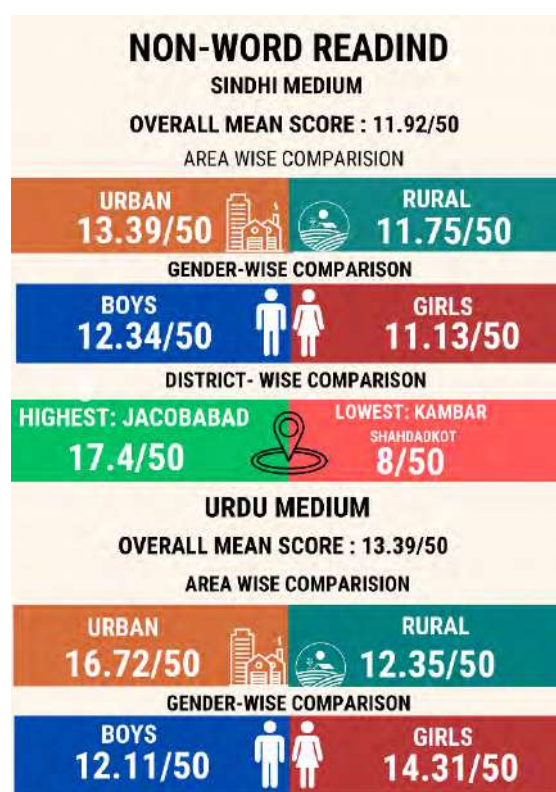 NON-WORD READIND
SINDHI MEDIUM
OVERALL MEAN SCORE : 11.92/50
AREA WISE COMPARISION
URBAN
13.39/50
RURAL
11.75/50
GENDER-WISE COMPARISON
BOYS
12.34/50
GIRLS
11.13/50
DISTRICT- WISE COMPARISON
HIGHEST: JACOBABAD
17.4/50
LOWEST: KAMBAR
SHAHDADKOT
8/50
URDU MEDIUM
OVERALL MEAN SCORE : 13.39/50
AREA WISE COMPARISION
URBAN
16.72/50
RURAL
12.35/50
GENDER-WISE COMPARISON
BOYS
12.11/50
GIRLS
14.31/50